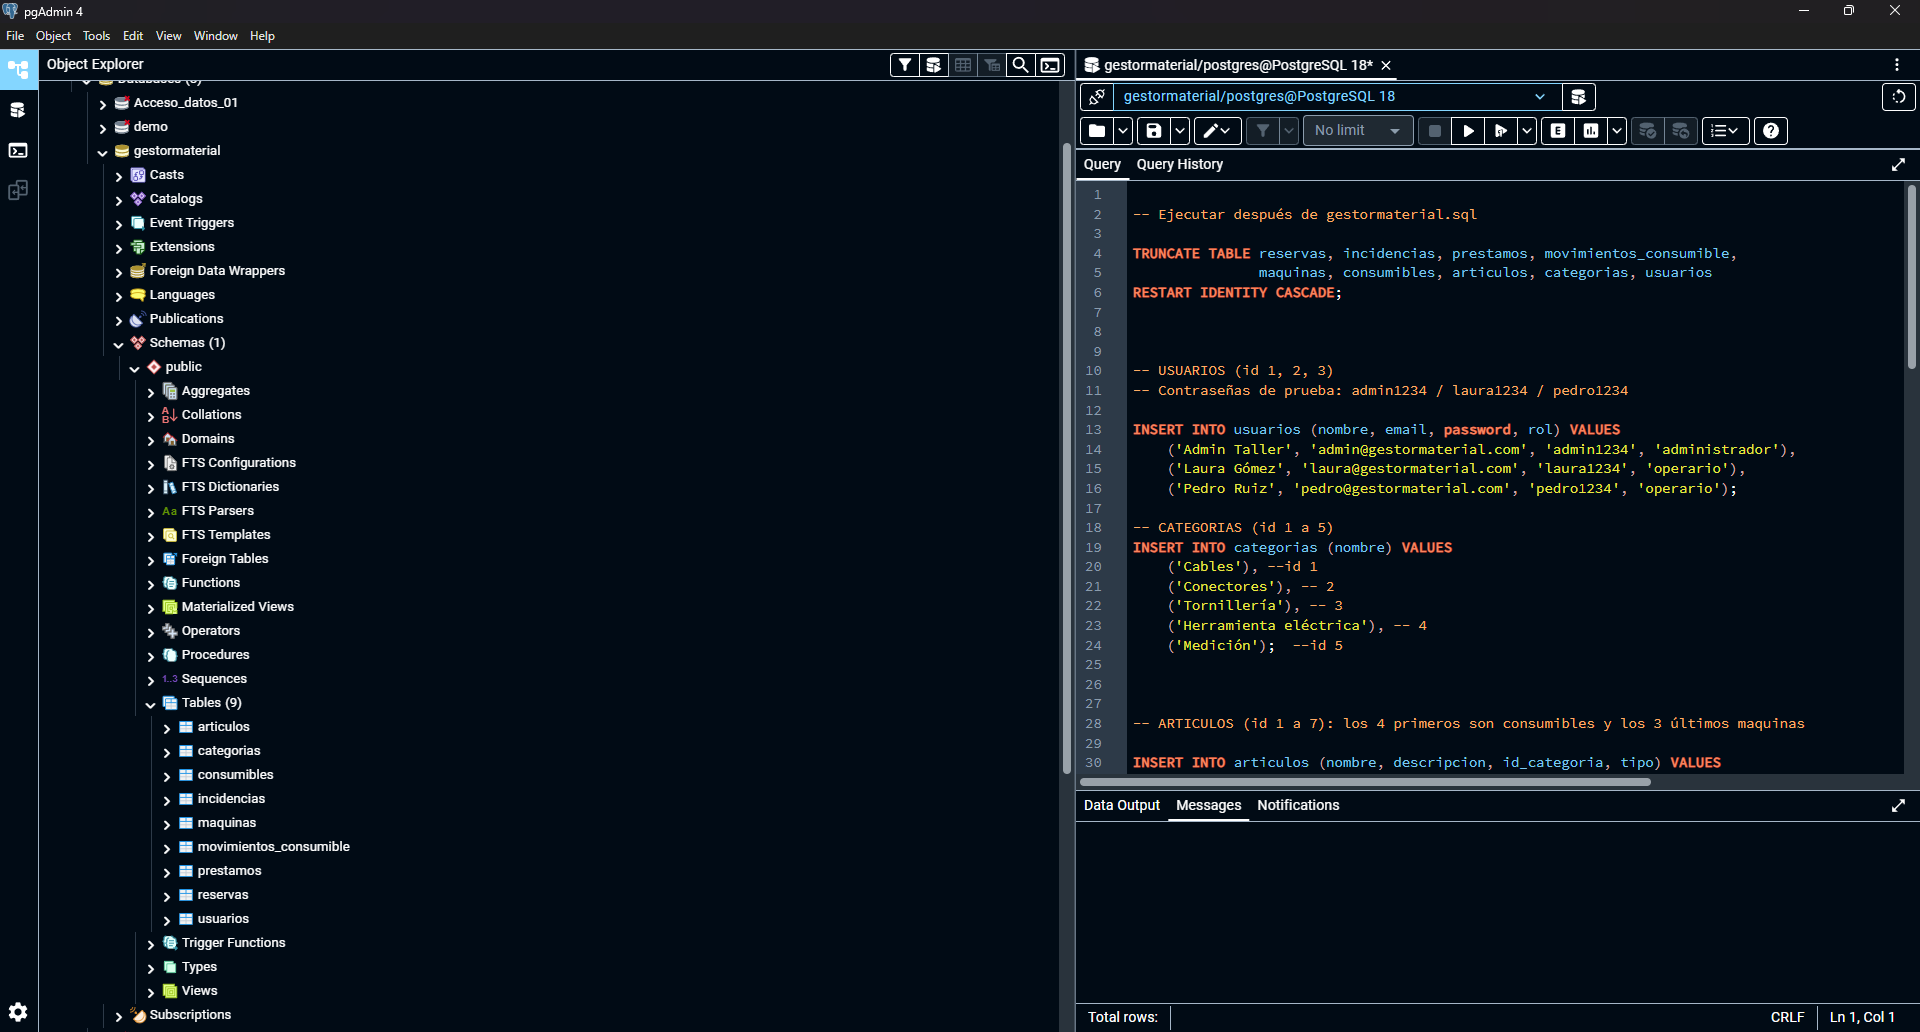 pgAdmin 4
File Object Tools Edit View Window Help
Object Explorer
Databases (3)
Acceso_datos_01
demo
gestormaterial
Casts
Catalogs
Event Triggers
Extensions
Foreign Data Wrappers
Languages
Publications
Schemas (1)
public
Aggregates
Collations
Domains
FTS Configurations
FTS Dictionaries
Aa FTS Parsers
FTS Templates
Foreign Tables
Functions
Materialized Views
Operators
Procedures
1..3 Sequences
Tables (9)
articulos
categorias
consumibles
incidencias
maquinas
movimientos_consumible
prestamos
reservas
usuarios
Trigger Functions
Types
Views
Subscriptions
gestormaterial/postgres@PostgreSQL 18*
gestormaterial/postgres@PostgreSQL 18
No limit
E
Query Query History
1
2 -- Ejecutar después de gestormaterial.sql
3
4 TRUNCATE TABLE reservas, incidencias, prestamos, movimientos_consumible,
5 maquinas, consumibles, articulos, categorias, usuarios
6 RESTART IDENTITY CASCADE;
7
8
9
10 -- USUARIOS (id 1, 2, 3)
11 -- Contraseñas de prueba: admin1234 / laura1234 / pedro1234
12
13 INSERT INTO usuarios (nombre, email, password, rol) VALUES
14 ('Admin Taller', 'admin@gestormaterial.com', 'admin1234', 'administrador'),
15 ('Laura Gómez', 'laura@gestormaterial.com', 'laura1234', 'operario'),
16 ('Pedro Ruiz', 'pedro@gestormaterial.com', 'pedro1234', 'operario');
17
18 -- CATEGORIAS (id 1 a 5)
19 INSERT INTO categorias (nombre) VALUES
20 ('Cables'), --id 1
21 ('Conectores'), -- 2
22 ('Tornillería'), -- 3
23 ('Herramienta eléctrica'), -- 4
24 ('Medición'); --id 5
25
26
27
28 -- ARTICULOS (id 1 a 7): los 4 primeros son consumibles y los 3 últimos maquinas
29
30 INSERT INTO articulos (nombre, descripcion, id_categoria, tipo) VALUES
Data Output Messages Notifications
Total rows:
CRLF Ln 1, Col 1